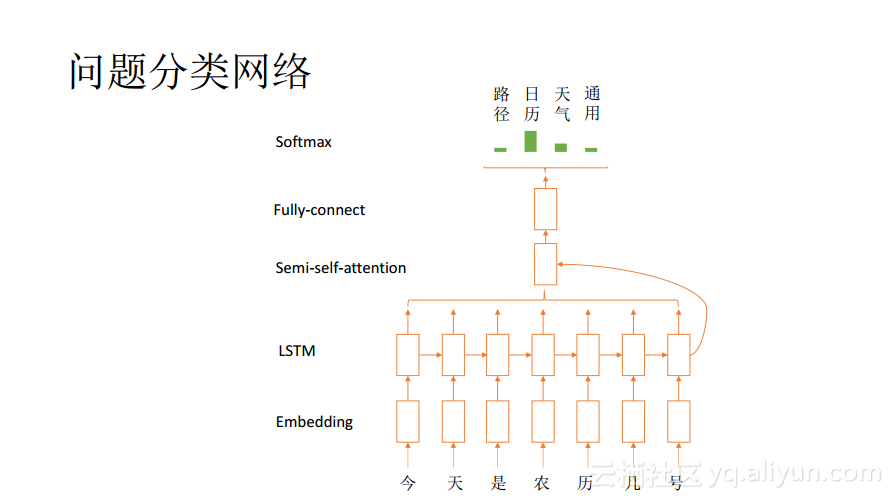 问题分类网络
路径 日历 天气 通用
Softmax
Fully-connect
Semi-self-attention
LSTM
Embedding
今 天 是 农 历 几 号
云栖社区 yq.aliyun.com